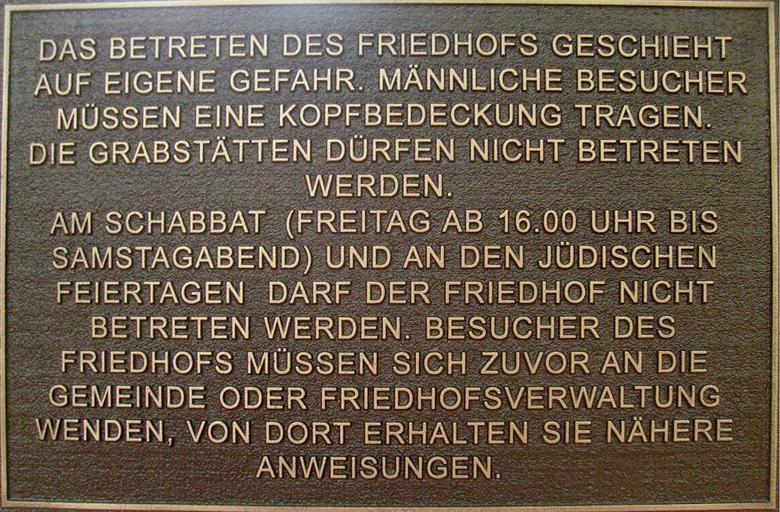 DAS BETRETEN DES FRIEDHOFS GESCHIEHT
AUF EIGENE GEFAHR. MÄNNLICHE BESUCHER
MÜSSEN EINE KOPFBEDECKUNG TRAGEN.
DIE GRABSTÄTTEN DÜRFEN NICHT BETRETEN
WERDEN.
AM SCHABBAT (FREITAG AB 16.00 UHR BIS
SAMSTAGABEND) UND AN DEN JÜDISCHEN
FEIERTAGEN DARF DER FRIEDHOF NICHT
BETRETEN WERDEN. BESUCHER DES
FRIEDHOFS MÜSSEN SICH ZUVOR AN DIE
GEMEINDE ODER FRIEDHOFSVERWALTUNG
WENDEN, VON DORT ERHALTEN SIE NÄHERE
ANWEISUNGEN.